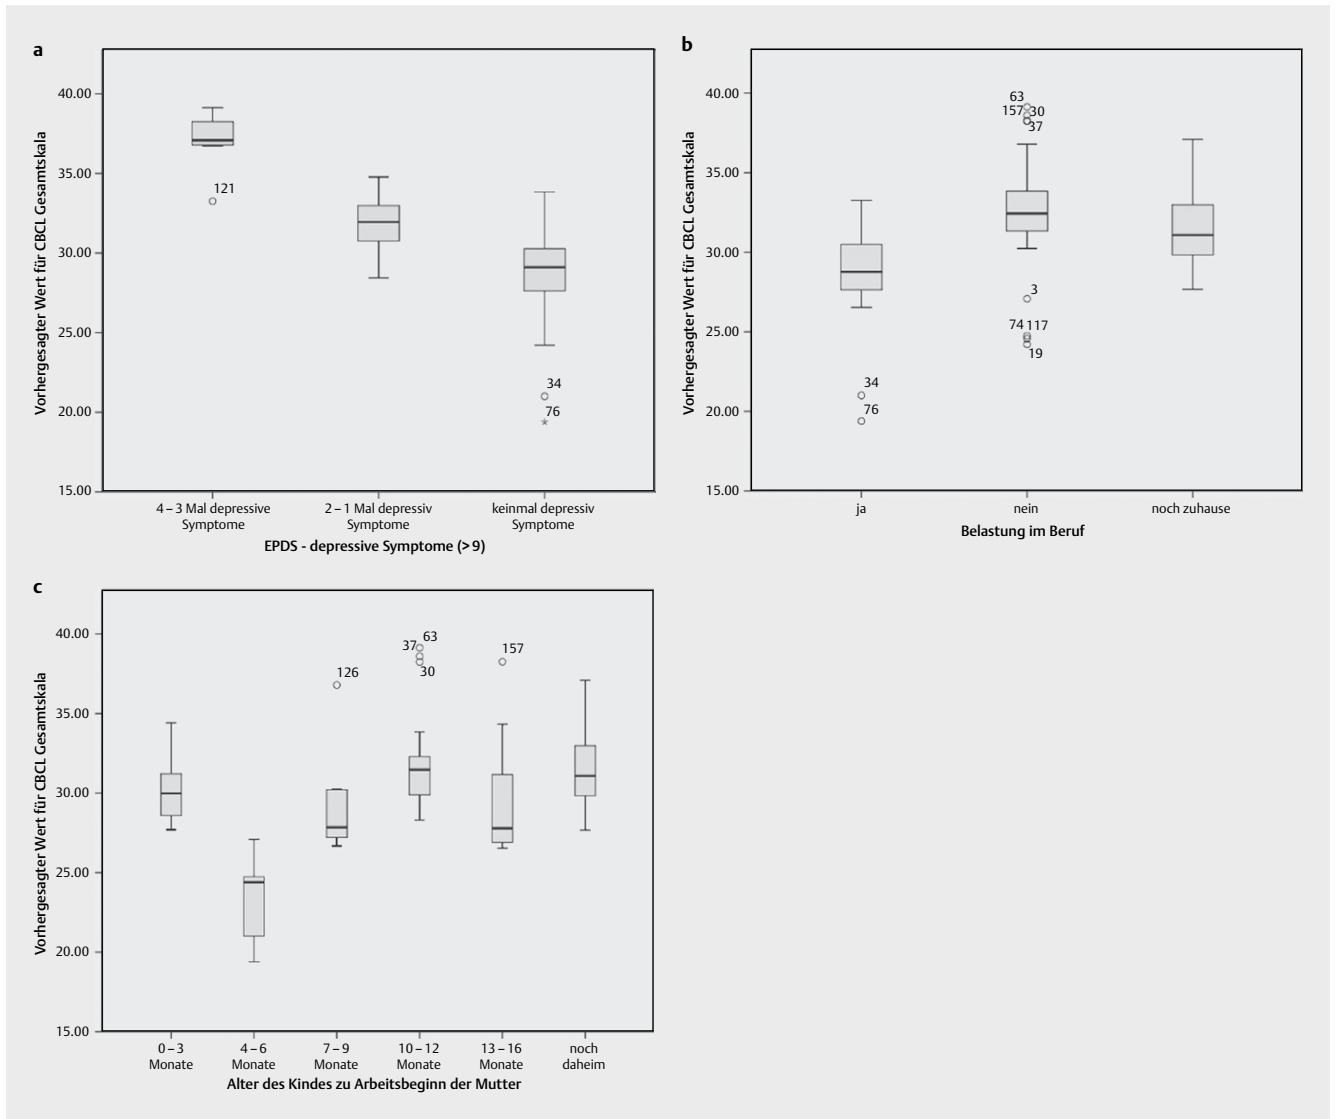 a
Vorhergesagter Wert für CBCL Gesamtskala
40.00
35.00
30.00
25.00
20.00
15.00
121
34
76
4 – 3 Mal depressive
Symptome
2 – 1 Mal depressiv
Symptome
keinmal depressiv
Symptome
EPDS - depressive Symptome (> 9)
b
Vorhergesagter Wert für CBCL Gesamtskala
40.00
35.00
30.00
25.00
20.00
15.00
63
157 30
37
3
74 117
19
34
76
ja
nein
noch zuhause
Belastung im Beruf
c
Vorhergesagter Wert für CBCL Gesamtskala
40.00
35.00
30.00
25.00
20.00
15.00
126
37 63
30
157
0 – 3
Monate
4 – 6
Monate
7 – 9
Monate
10 – 12
Monate
13 – 16
Monate
noch
daheim
Alter des Kindes zu Arbeitsbeginn der Mutter